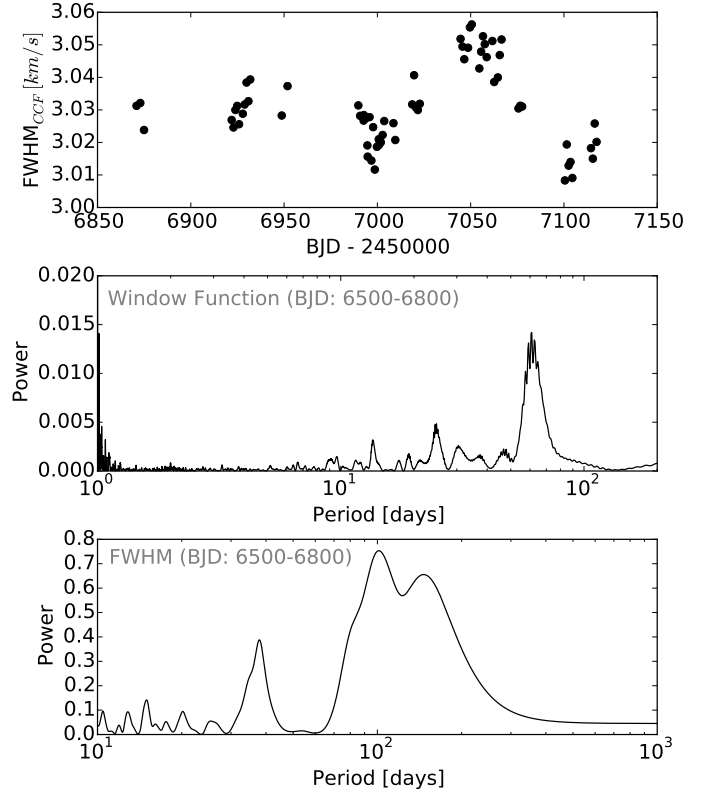 3.06
3.05
3.04
3.03
3.02
3.01
3.00
FWHM_CCF [km/s]
6850 6900 6950 7000 7050 7100 7150
BJD - 2450000
0.020
0.015
0.010
0.005
0.000
Power
Window Function (BJD: 6500-6800)
10^0 10^1 10^2
Period [days]
0.8
0.7
0.6
0.5
0.4
0.3
0.2
0.1
0.0
Power
FWHM (BJD: 6500-6800)
10^1 10^2 10^3
Period [days]